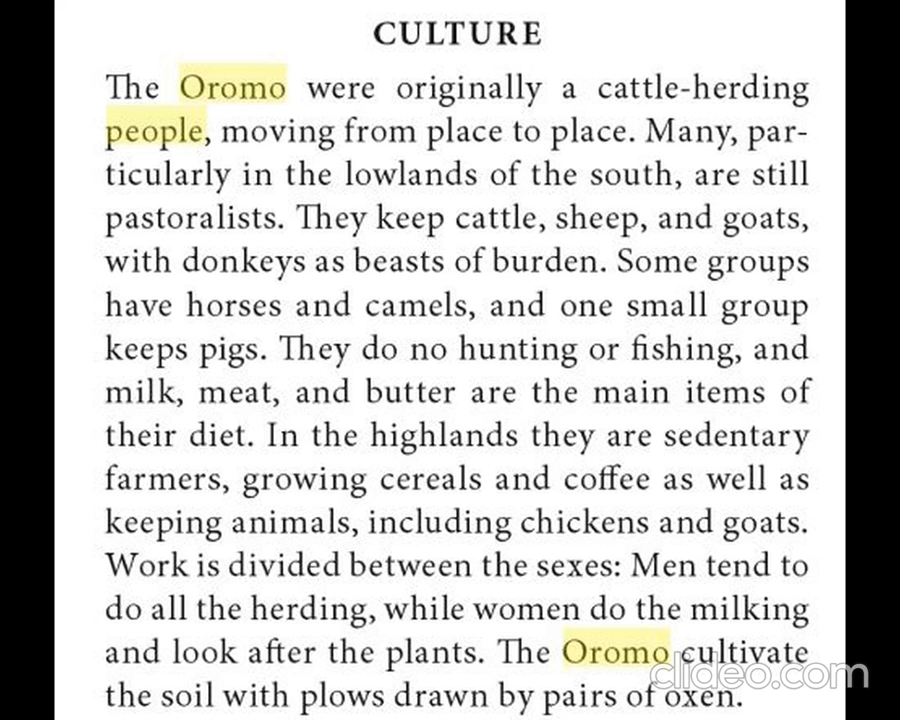 CULTURE
The Oromo were originally a cattle-herding
people, moving from place to place. Many, par-
ticularly in the lowlands of the south, are still
pastoralists. They keep cattle, sheep, and goats,
with donkeys as beasts of burden. Some groups
have horses and camels, and one small group
keeps pigs. They do no hunting or fishing, and
milk, meat, and butter are the main items of
their diet. In the highlands they are sedentary
farmers, growing cereals and coffee as well as
keeping animals, including chickens and goats.
Work is divided between the sexes: Men tend to
do all the herding, while women do the milking
and look after the plants. The Oromo cultivate
the soil with plows drawn by pairs of oxen.
clideo.com